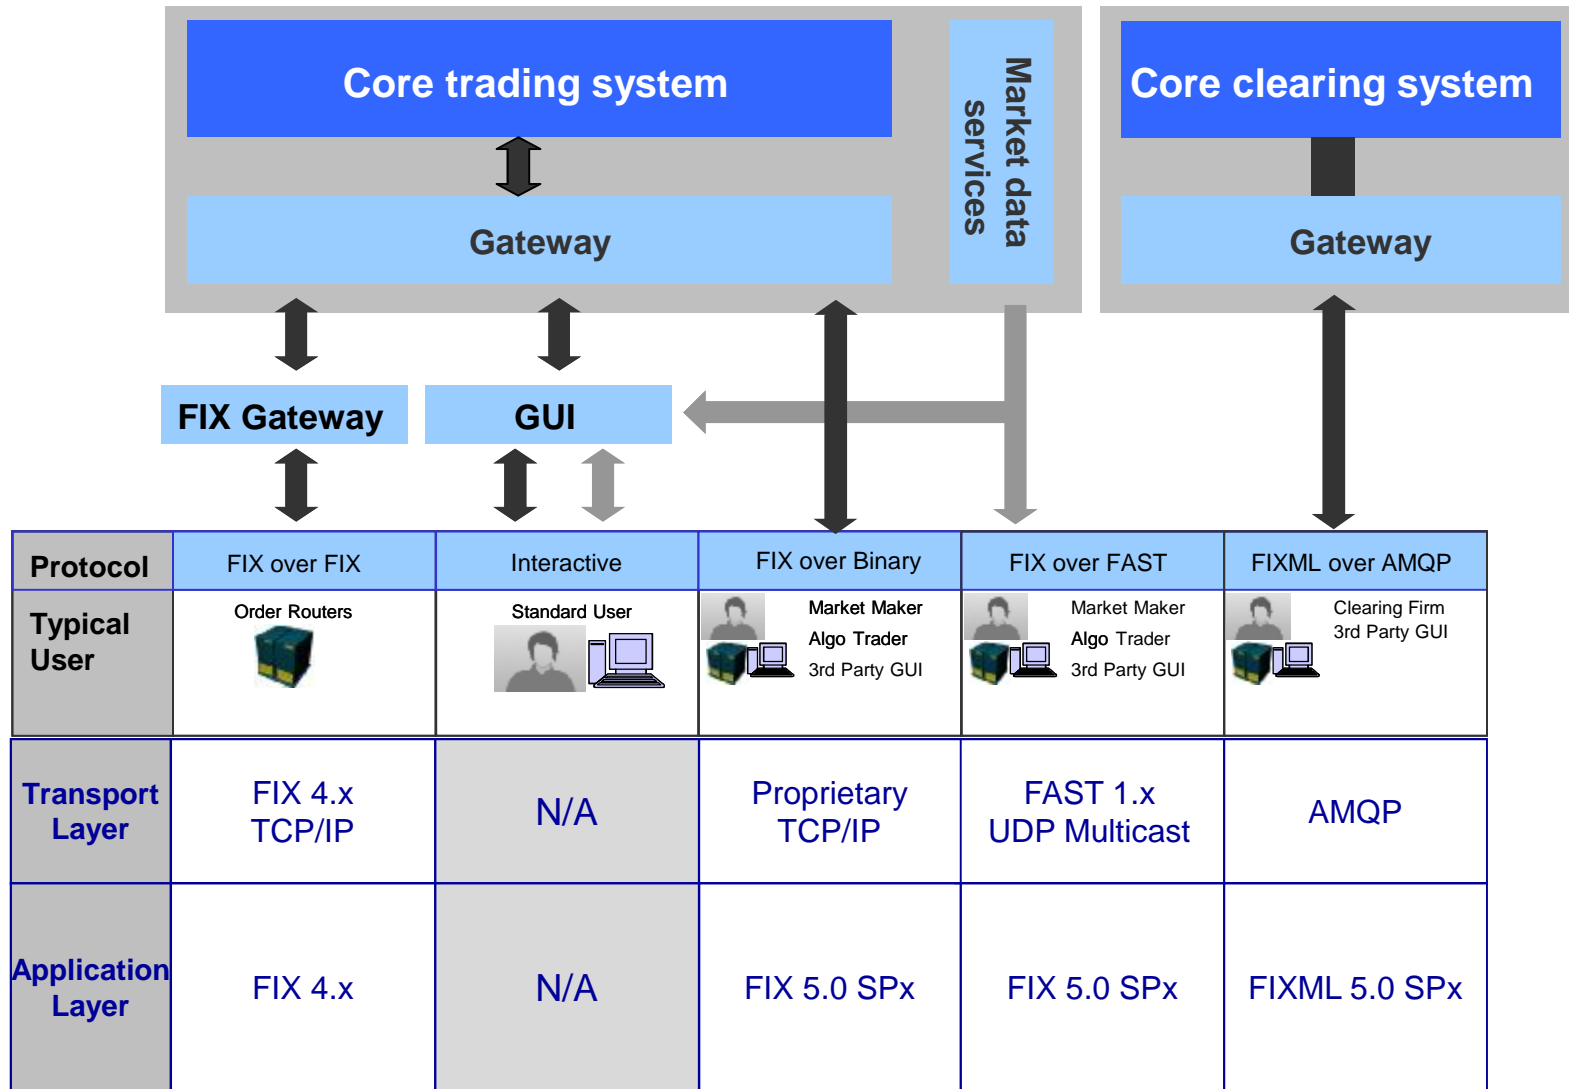 Core trading system
Market data
services
Core clearing system
Gateway
Gateway
FIX Gateway
GUI
Protocol
FIX over FIX
Interactive
FIX over Binary
FIX over FAST
FIXML over AMQP
Typical
User
Order Routers
Standard User
Market Maker
Algo Trader
3rd Party GUI
Market Maker
Algo Trader
3rd Party GUI
Clearing Firm
3rd Party GUI
Transport
Layer
FIX 4.x
TCP/IP
N/A
Proprietary
TCP/IP
FAST 1.x
UDP Multicast
AMQP
Application
Layer
FIX 4.x
N/A
FIX 5.0 SPx
FIX 5.0 SPx
FIXML 5.0 SPx